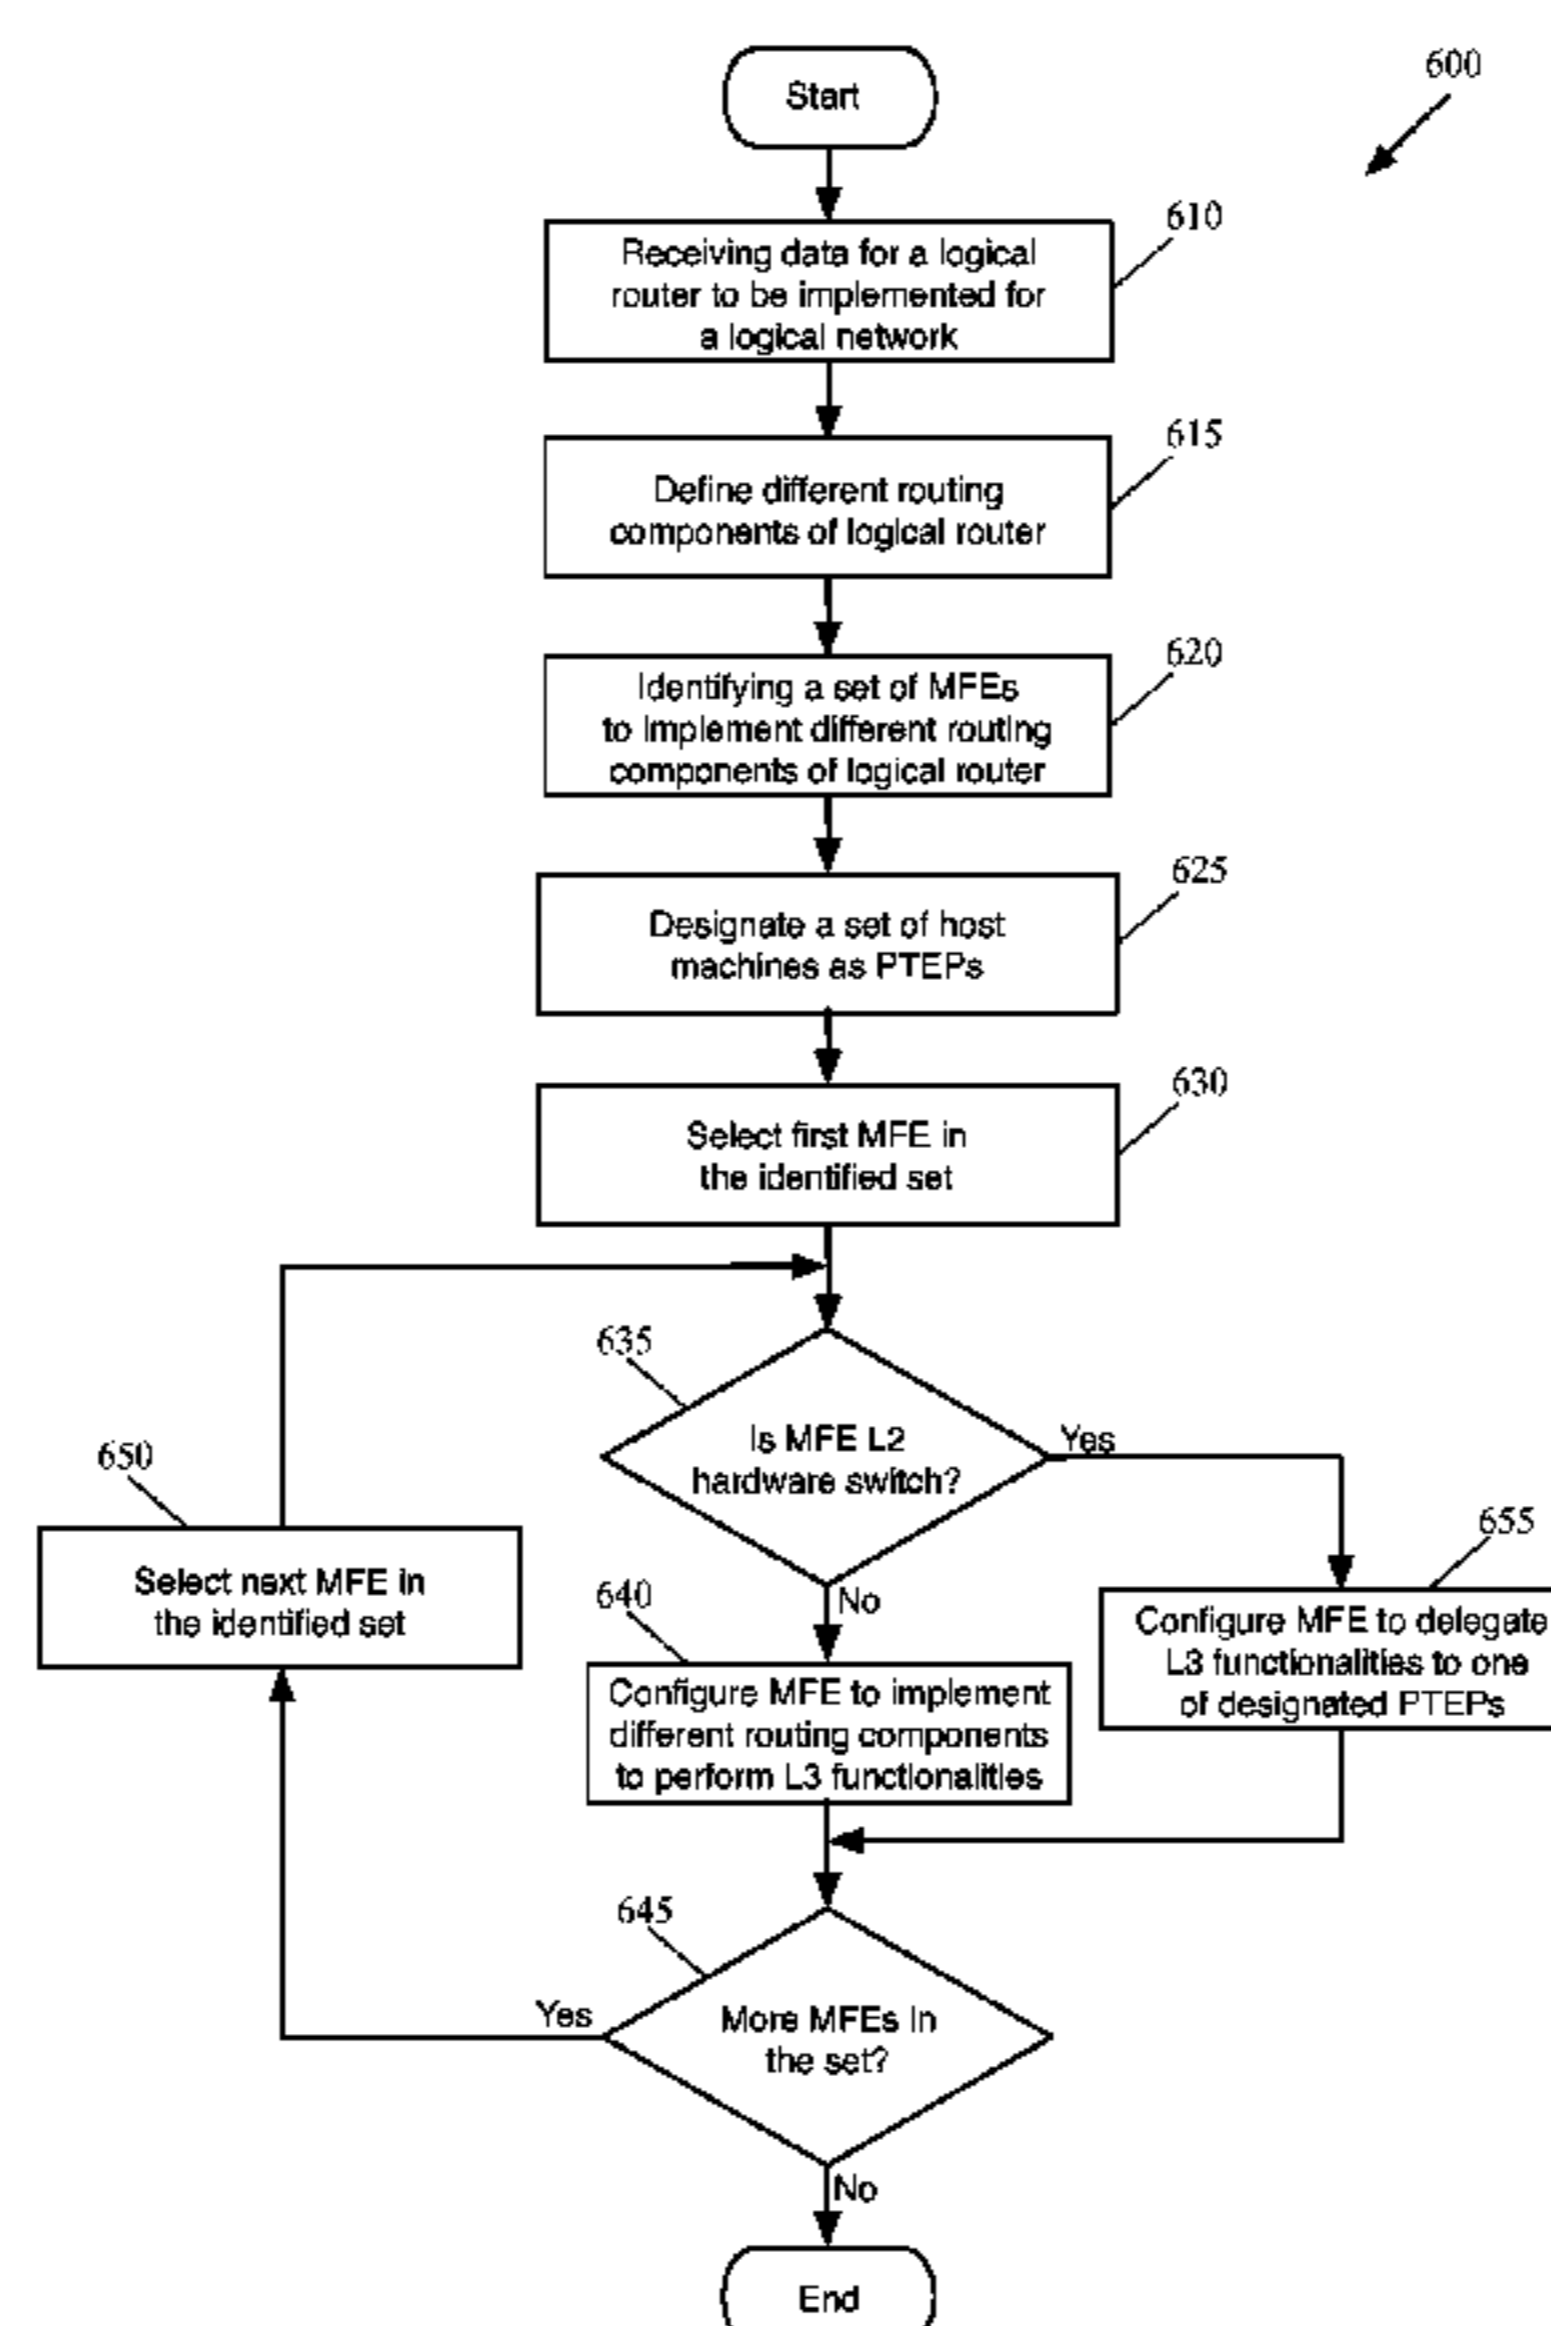 Start
600
610
Receiving data for a logical
router to be implemented for
a logical network
615
Define different routing
components of logical router
620
Identifying a set of MFEs
to implement different routing
components of logical router
625
Designate a set of host
machines as PTEPs
630
Select first MFE in
the identified set
635
Is MFE L2
hardware switch?
Yes
No
650
Select next MFE in
the identified set
655
Configure MFE to delegate
L3 functionalities to one
of designated PTEPs
640
Configure MFE to implement
different routing components
to perform L3 functionalities
645
More MFEs in
the set?
Yes
No
End